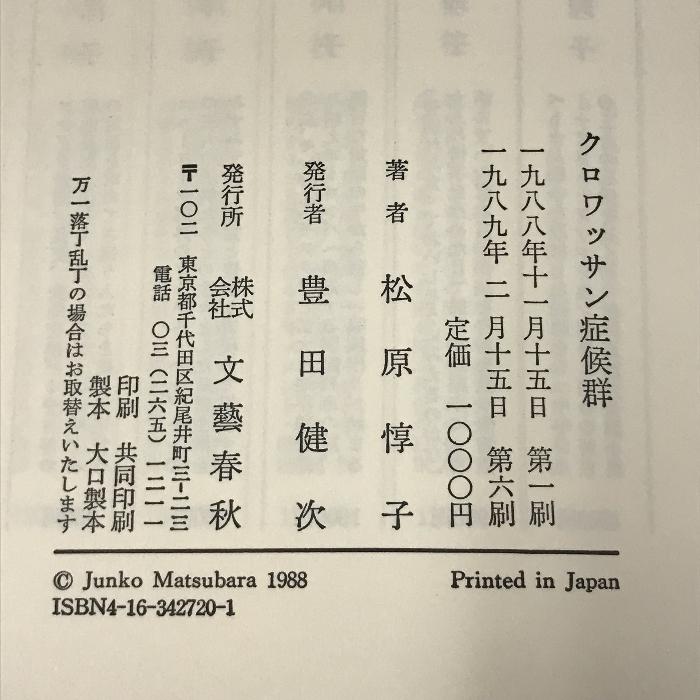 クロワッサン症候群
一九八八年十一月十五日 第一刷
一九八九年 二 月十五日 第六刷
定価 一〇〇〇円
著者 松原惇子
発行者 豊田健次
発行所 株式会社 文藝春秋
〒一〇二 東京都千代田区紀尾井町三−二三
電話 〇三(二六五)一二一一
印刷 共同印刷
製本 大口製本
万一落丁乱丁の場合はお取替えいたします
© Junko Matsubara 1988 Printed in Japan
ISBN4-16-342720-1